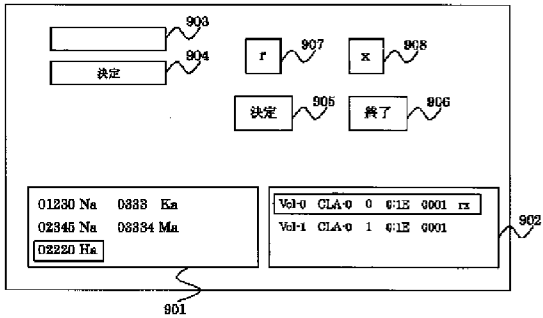 903
904
決定
r
907
x
908
決定
905
終了
906
01230 Na 0333 Ka
02345 Na 03334 Ma
02220 Ha
901
Vol-0 CLA-0 0 0:1E 0001 rx
Vol-1 CLA-0 1 0:1E 0001
902